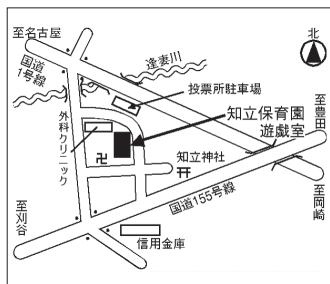 至名古屋
北
国道
1号線
逢妻川
投票所駐車場
至豊田
知立保育園
遊戯室
外科クリニック
卍
知立神社
至岡崎
国道155号線
至刈谷
信用金庫